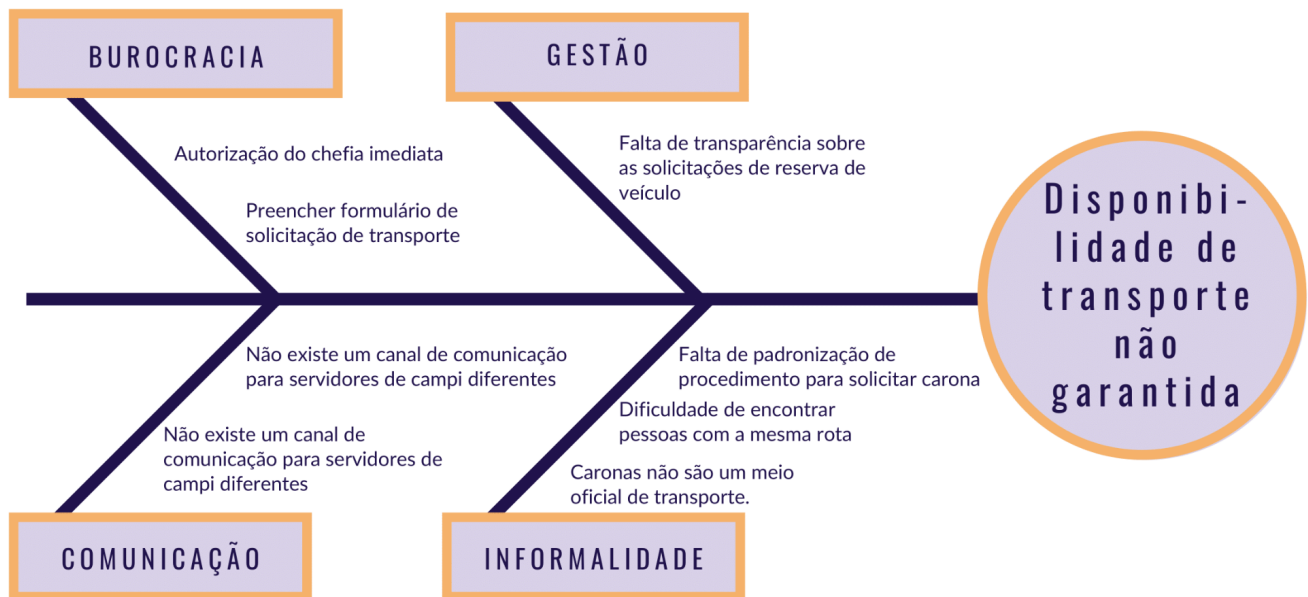 BUROCRACIA
Autorização do chefia imediata
Preencher formulário de
solicitação de transporte
GESTÃO
Falta de transparência sobre
as solicitações de reserva de
veículo
Não existe um canal de comunicação
para servidores de campi diferentes
Não existe um canal de
comunicação para servidores de
campi diferentes
COMUNICAÇÃO
Falta de padronização de
procedimento para solicitar carona
Dificuldade de encontrar
pessoas com a mesma rota
Caronas não são um meio
oficial de transporte.
INFORMALIDADE
Disponibi-
lidade de
transporte
não
garantida